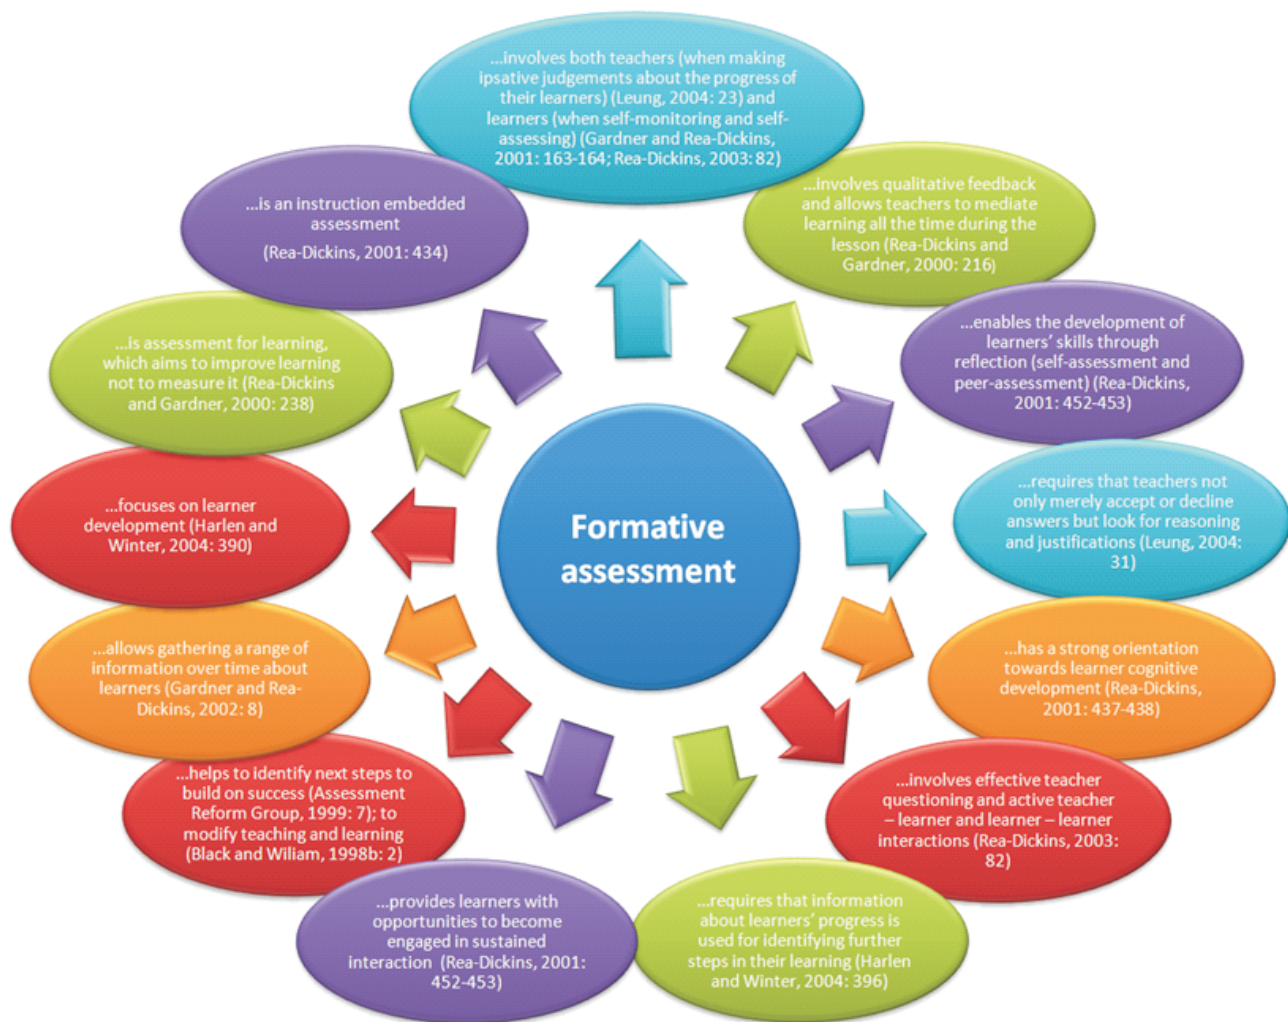 ...involves both teachers (when making
ipsative judgements about the progress of
their learners) (Leung, 2004: 23) and
learners (when self-monitoring and self-
assessing) (Gardner and Rea-Dickins,
2001: 163-164; Rea-Dickins, 2003: 82)
...involves qualitative feedback
and allows teachers to mediate
learning all the time during the
lesson (Rea-Dickins and
Gardner, 2000: 216)
...enables the development of
learners’ skills through
reflection (self-assessment and
peer-assessment) (Rea-Dickins,
2001: 452-453)
...requires that teachers not
only merely accept or decline
answers but look for reasoning
and justifications (Leung, 2004:
31)
...has a strong orientation
towards learner cognitive
development (Rea-Dickins,
2001: 437-438)
...involves effective teacher
questioning and active teacher
– learner and learner – learner
interactions (Rea-Dickins, 2003:
82)
...requires that information
about learners’ progress is
used for identifying further
steps in their learning (Harlen
and Winter, 2004: 396)
...provides learners with
opportunities to become
engaged in sustained
interaction (Rea-Dickins, 2001:
452-453)
...helps to identify next steps to
build on success (Assessment
Reform Group, 1999: 7); to
modify teaching and learning
(Black and Wiliam, 1998b: 2)
...allows gathering a range of
information over time about
learners (Gardner and Rea-
Dickins, 2002: 8)
...focuses on learner
development (Harlen and
Winter, 2004: 390)
...is assessment for learning,
which aims to improve learning
not to measure it (Rea-Dickins
and Gardner, 2000: 238)
...is an instruction embedded
assessment
(Rea-Dickins, 2001: 434)
Formative
assessment